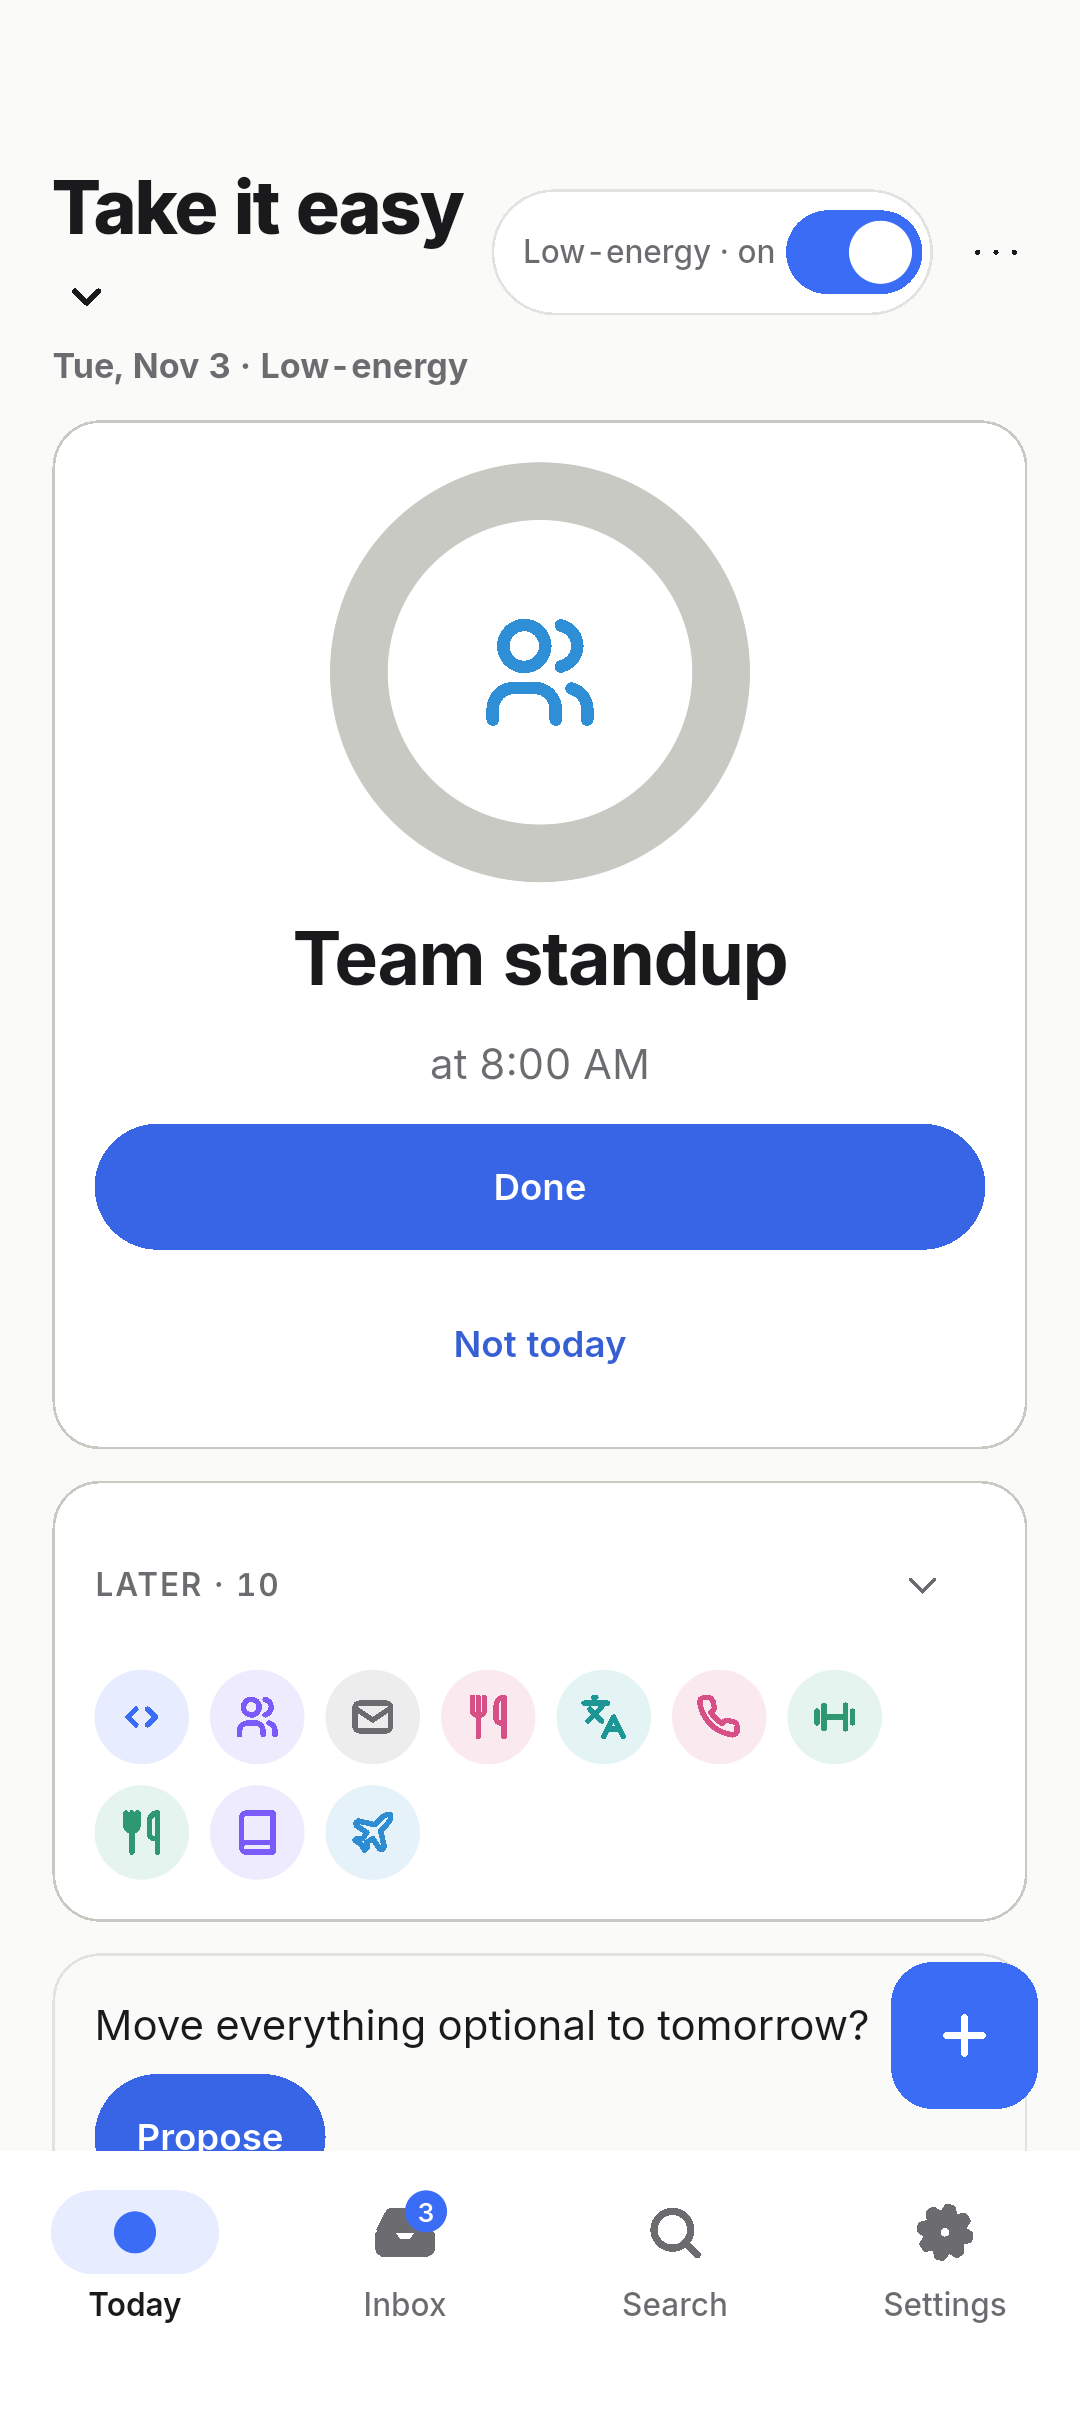 Take it easy
Low-energy · on
Tue, Nov 3 · Low-energy
Team standup
at 8:00 AM
Done
Not today
LATER · 10
Move everything optional to tomorrow?
Propose
3
Today
Inbox
Search
Settings